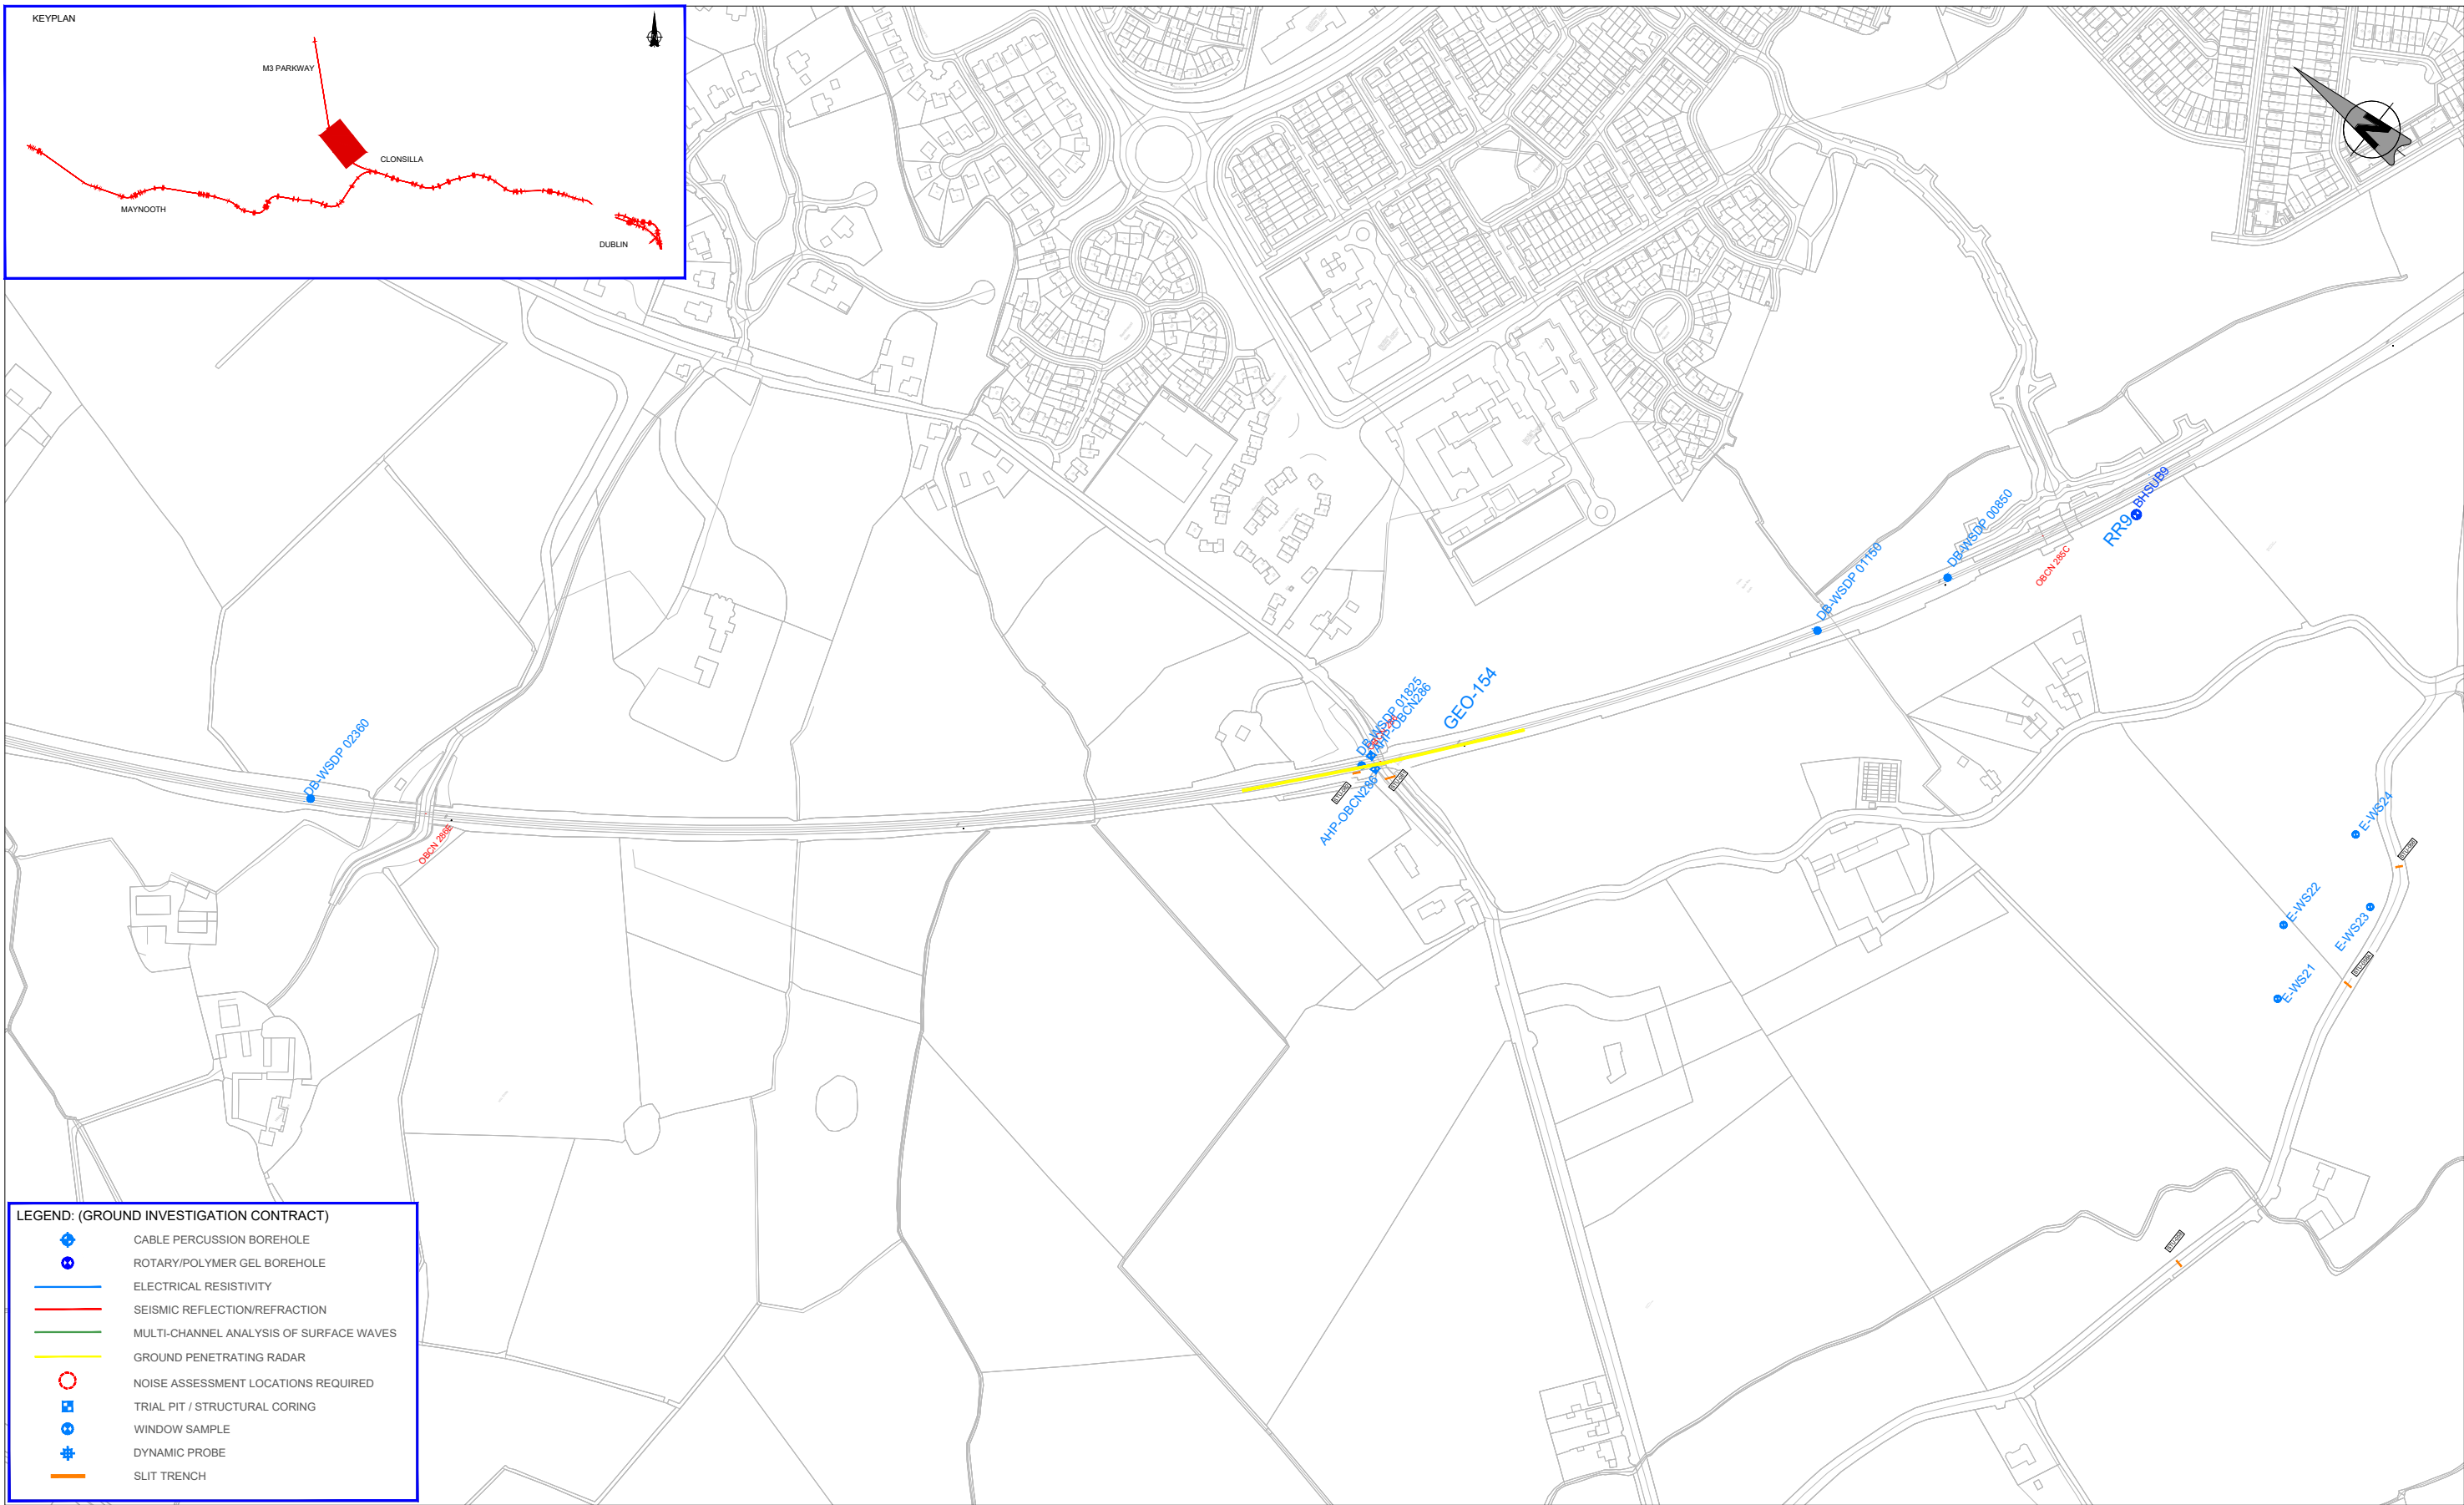 KEYPLAN
M3 PARKWAY
CLONSILLA
MAYNOOTH
DUBLIN
N
BHSUB9
RR9
DB-WSDP 00850
OBCN 285C
DB-WSDP 01150
GEO-154
DB-WSDP 01825
AHP-OBCN286
AHP-OBCN286
DB-WSDP 02360
OBCN 286E
E-WS24
E-WS22
E-WS23
E-WS21
LEGEND: (GROUND INVESTIGATION CONTRACT)
CABLE PERCUSSION BOREHOLE
ROTARY/POLYMER GEL BOREHOLE
ELECTRICAL RESISTIVITY
SEISMIC REFLECTION/REFRACTION
MULTI-CHANNEL ANALYSIS OF SURFACE WAVES
GROUND PENETRATING RADAR
NOISE ASSESSMENT LOCATIONS REQUIRED
TRIAL PIT / STRUCTURAL CORING
WINDOW SAMPLE
DYNAMIC PROBE
SLIT TRENCH